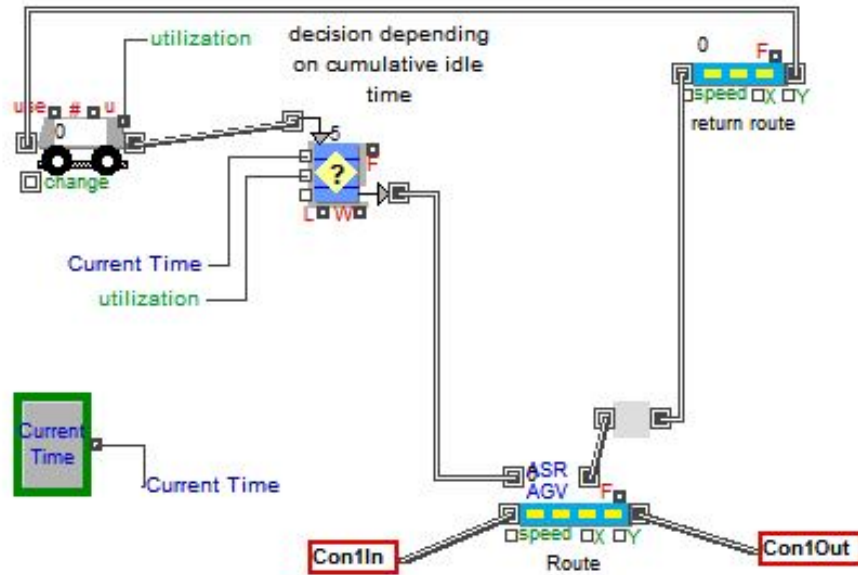 utilization
decision depending
on cumulative idle
time
0
F
speed
X
Y
return route
use
#
u
0
change
5
F
?
L
W
Current Time
utilization
Current
Time
Current Time
ASR
AGV
F
speed
X
Y
Route
Con1In
Con1Out